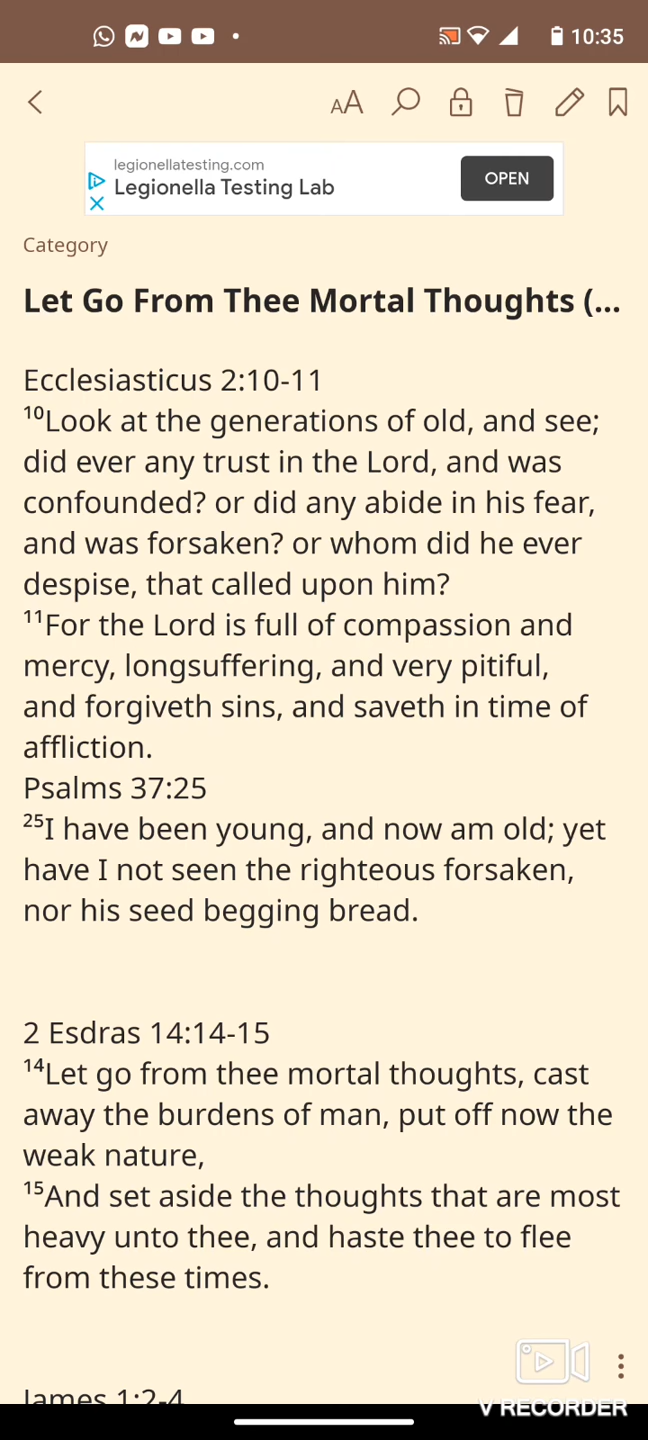 10:35
AA
legionellatesting.com
Legionella Testing Lab
OPEN
Category
Let Go From Thee Mortal Thoughts (...
Ecclesiasticus 2:10-11
¹⁰Look at the generations of old, and see;
did ever any trust in the Lord, and was
confounded? or did any abide in his fear,
and was forsaken? or whom did he ever
despise, that called upon him?
¹¹For the Lord is full of compassion and
mercy, longsuffering, and very pitiful,
and forgiveth sins, and saveth in time of
affliction.
Psalms 37:25
²⁵I have been young, and now am old; yet
have I not seen the righteous forsaken,
nor his seed begging bread.
2 Esdras 14:14-15
¹⁴Let go from thee mortal thoughts, cast
away the burdens of man, put off now the
weak nature,
¹⁵And set aside the thoughts that are most
heavy unto thee, and haste thee to flee
from these times.
James 1:2-4
V RECORDER